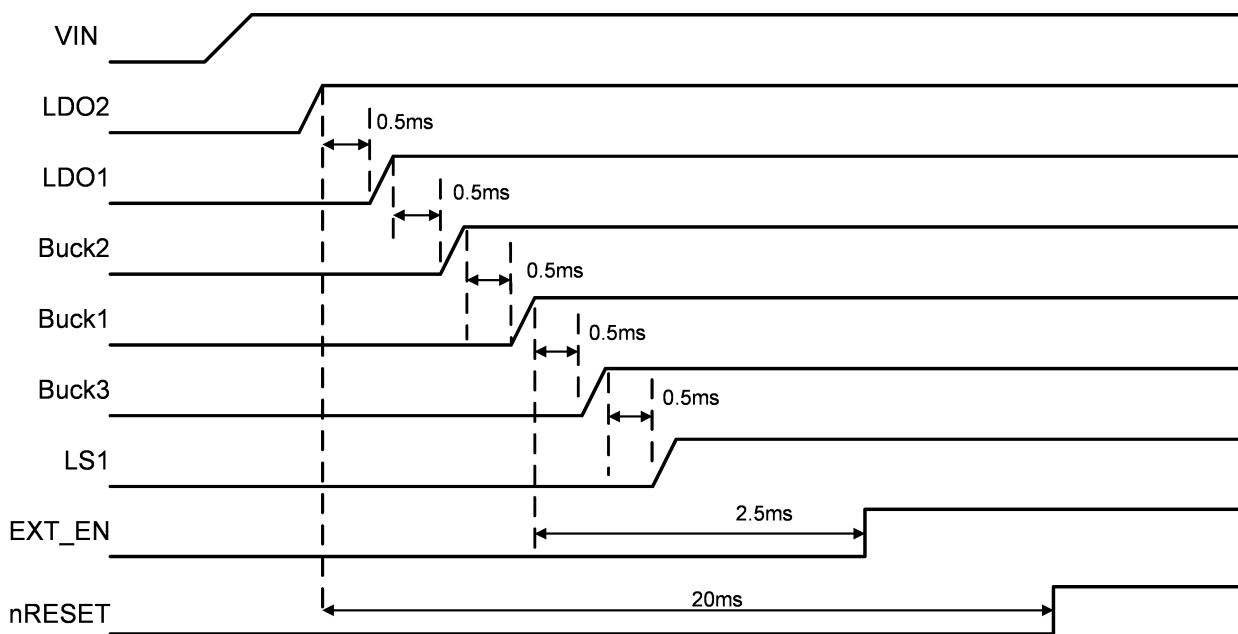 VIN
LDO2
0.5ms
LDO1
0.5ms
Buck2
0.5ms
Buck1
0.5ms
Buck3
0.5ms
LS1
EXT_EN
2.5ms
nRESET
20ms